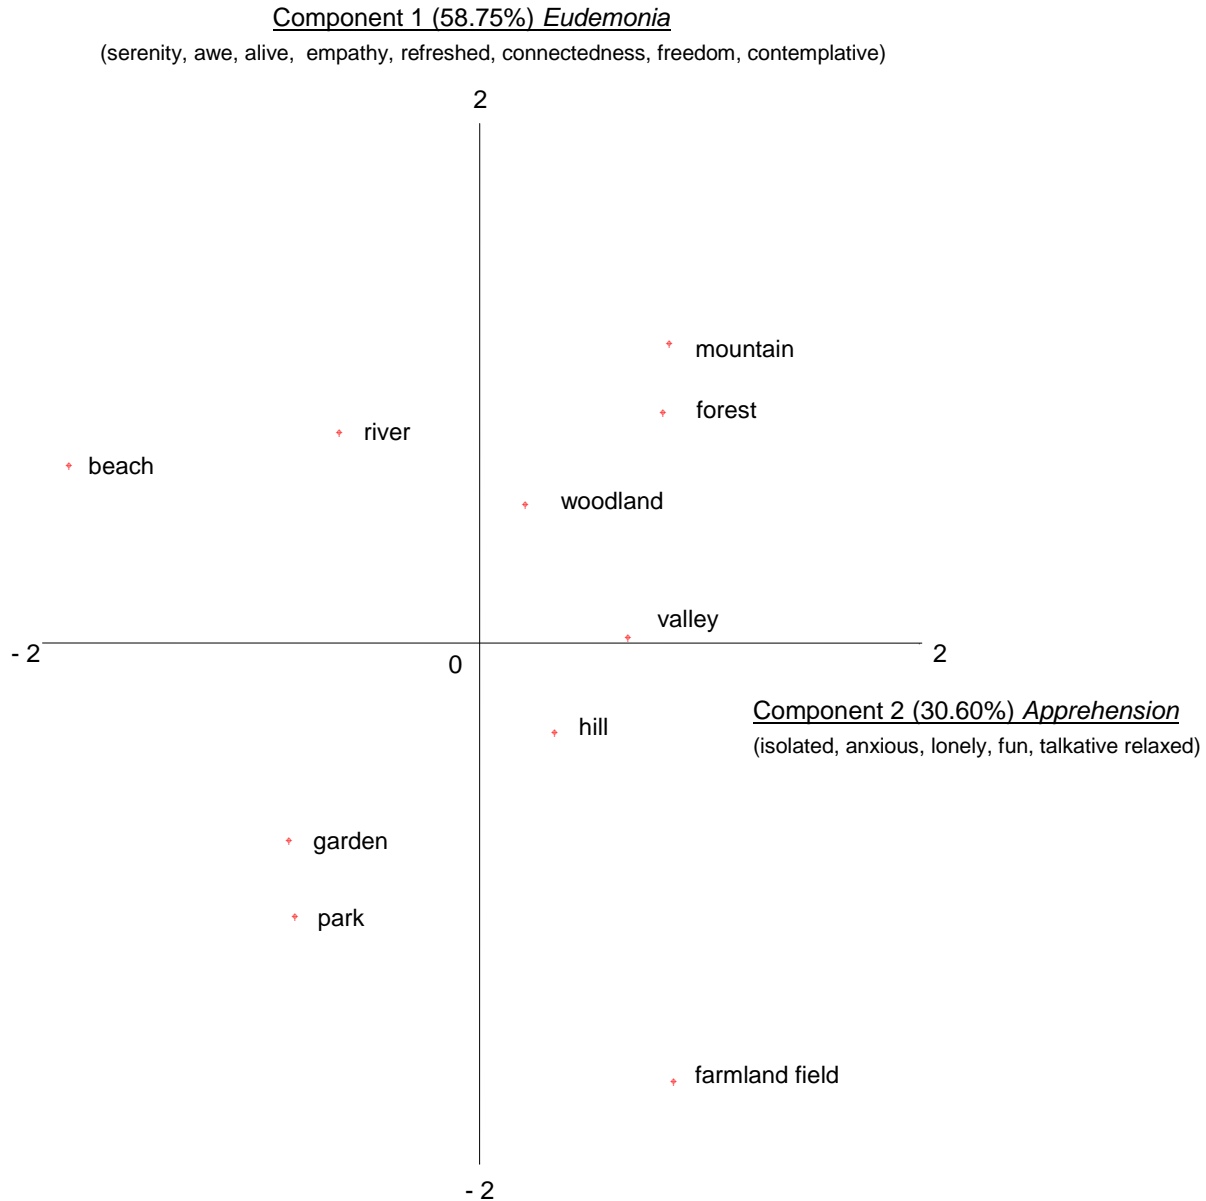 Component 1 (58.75%) Eudemonia
(serenity, awe, alive, empathy, refreshed, connectedness, freedom, contemplative)
2
mountain
forest
river
beach
woodland
valley
- 2
0
2
Component 2 (30.60%) Apprehension
(isolated, anxious, lonely, fun, talkative relaxed)
hill
garden
park
farmland field
- 2